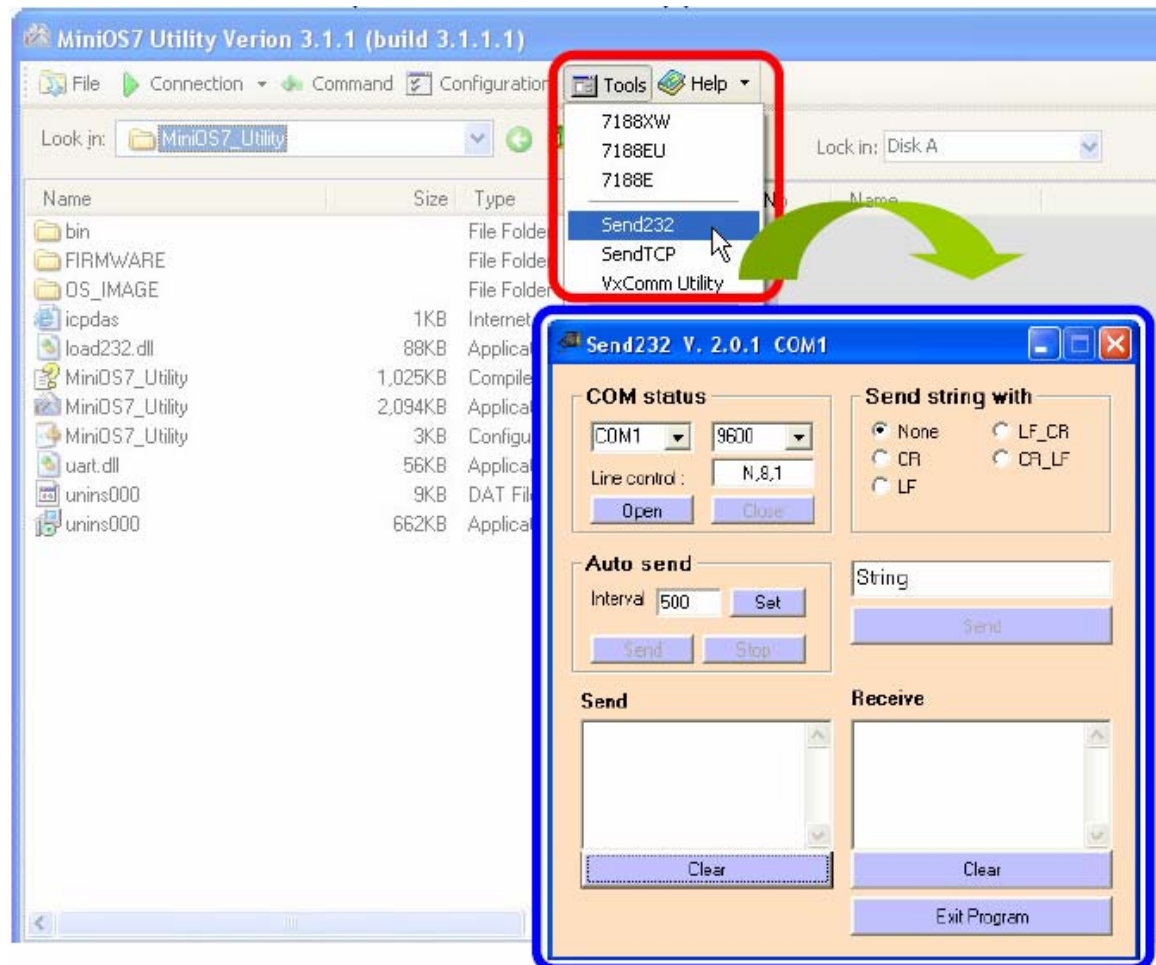 MiniOS7 Utility Verion 3.1.1 (build 3.1.1.1)
File Connection Command Configuration Tools Help
Look in: MiniOS7_Utility
Lock in: Disk A
7188XW
7188EU
7188E
Send232
SendTCP
VxComm Utility
Name Size Type No Name
bin File Folder
FIRMWARE File Folder
OS_IMAGE File Folder
icpdas 1KB Internet
load232.dll 88KB Applica
MiniOS7_Utility 1,025KB Compile
MiniOS7_Utility 2,094KB Applica
MiniOS7_Utility 3KB Configu
uart.dll 56KB Applica
unins000 9KB DAT File
unins000 662KB Applica
Send232 V. 2.0.1 COM1
COM status
COM1 9600
Line control : N,8,1
Open Close
Send string with
None LF_CR
CR CR_LF
LF
Auto send
Interval 500 Set
Send Stop
String
Send
Send
Clear
Receive
Clear
Exit Program